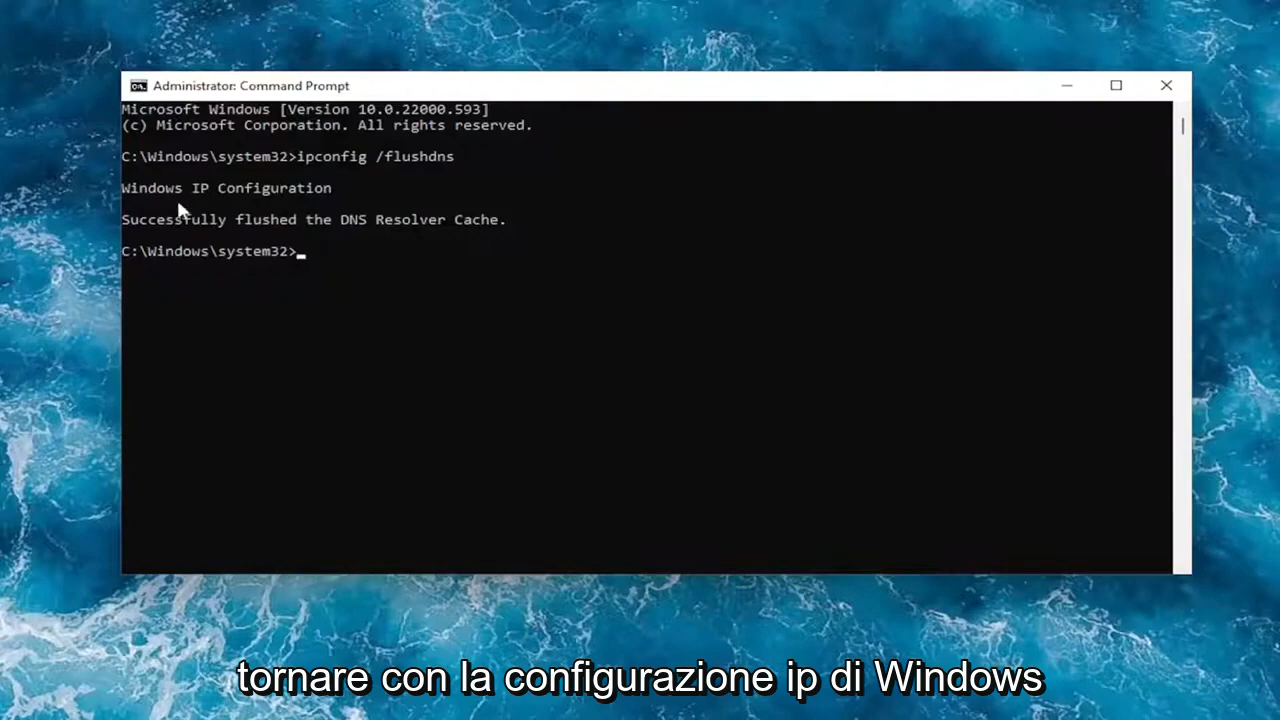 Administrator: Command Prompt
Microsoft Windows [Version 10.0.22000.593]
(c) Microsoft Corporation. All rights reserved.
C:\Windows\system32>ipconfig /flushdns
Windows IP Configuration
Successfully flushed the DNS Resolver Cache.
C:\Windows\system32>
tornare con la configurazione ip di Windows